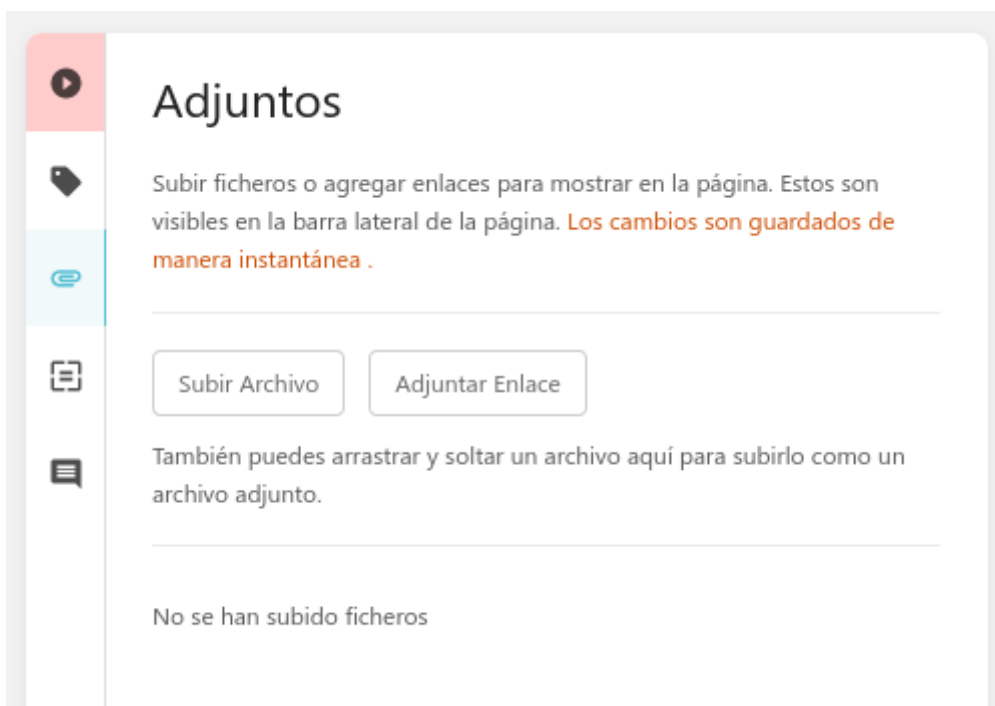 Adjuntos
Subir ficheros o agregar enlaces para mostrar en la página. Estos son
visibles en la barra lateral de la página. Los cambios son guardados de
manera instantánea .
Subir Archivo
Adjuntar Enlace
También puedes arrastrar y soltar un archivo aquí para subirlo como un
archivo adjunto.
No se han subido ficheros